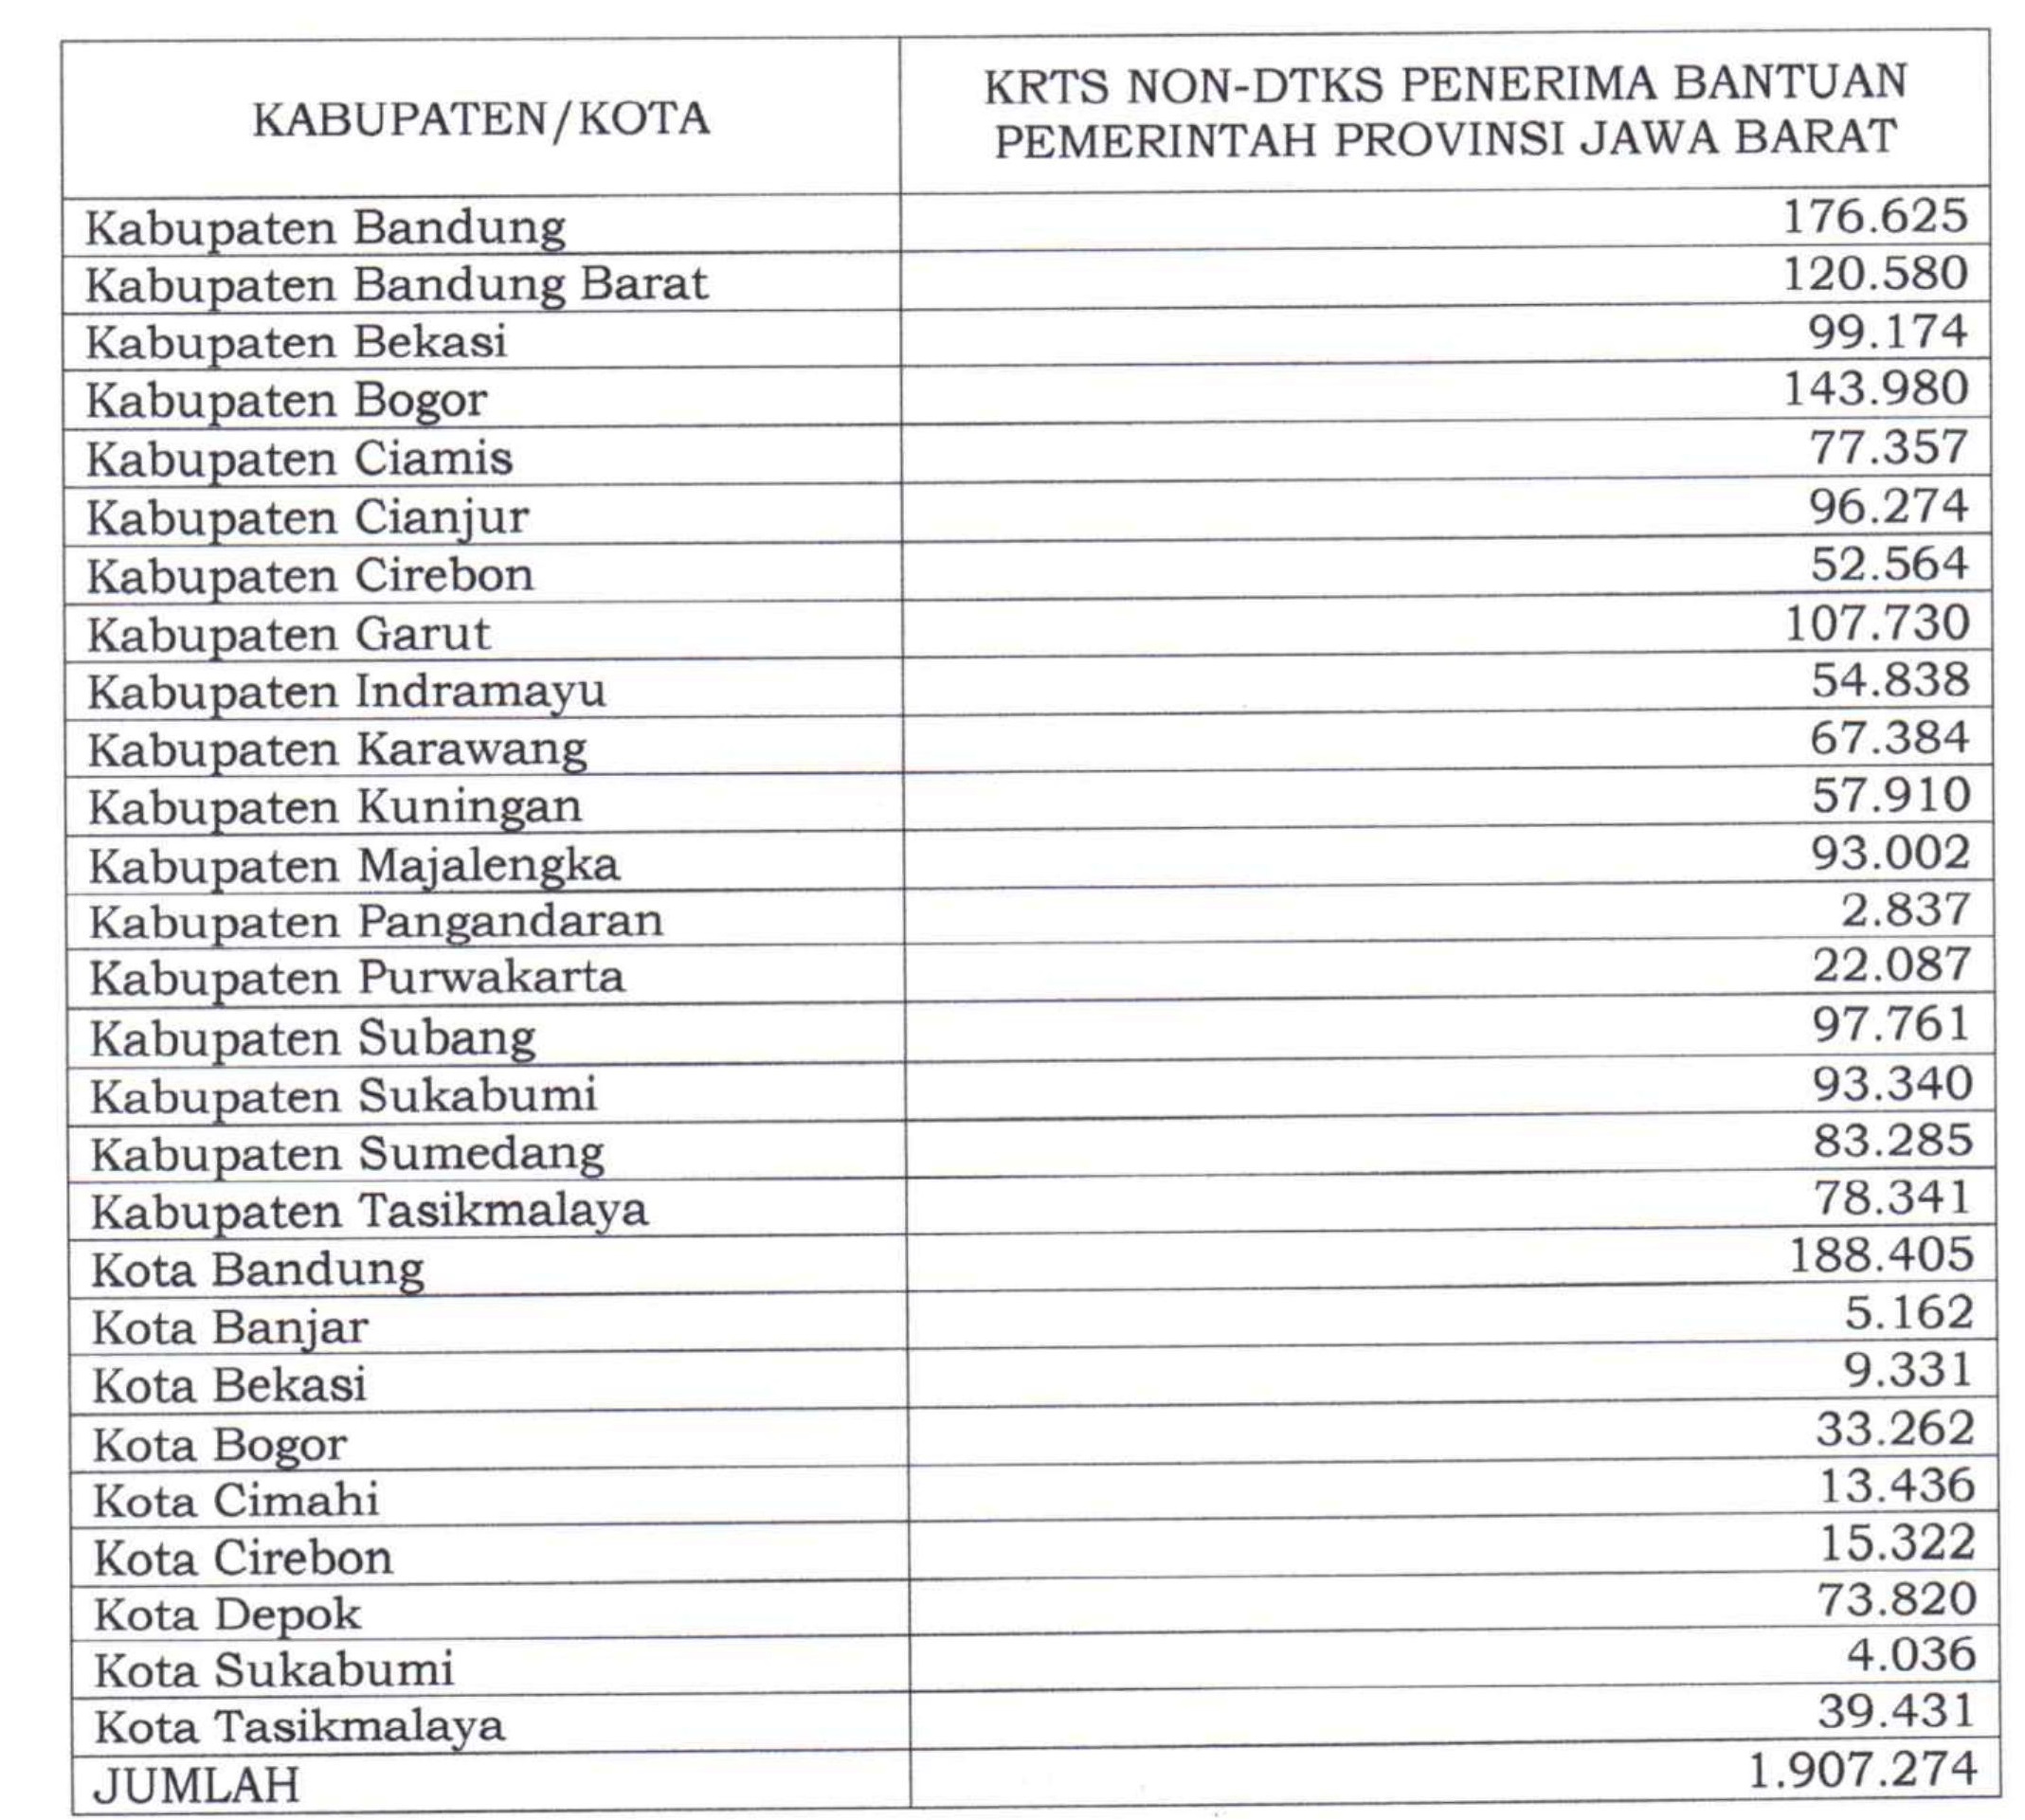 KABUPATEN/KOTA
KRTS NON-DTKS PENERIMA BANTUAN
PEMERINTAH PROVINSI JAWA BARAT
Kabupaten Bandung 176.625
Kabupaten Bandung Barat 120.580
Kabupaten Bekasi 99.174
Kabupaten Bogor 143.980
Kabupaten Ciamis 77.357
Kabupaten Cianjur 96.274
Kabupaten Cirebon 52.564
Kabupaten Garut 107.730
Kabupaten Indramayu 54.838
Kabupaten Karawang 67.384
Kabupaten Kuningan 57.910
Kabupaten Majalengka 93.002
Kabupaten Pangandaran 2.837
Kabupaten Purwakarta 22.087
Kabupaten Subang 97.761
Kabupaten Sukabumi 93.340
Kabupaten Sumedang 83.285
Kabupaten Tasikmalaya 78.341
Kota Bandung 188.405
Kota Banjar 5.162
Kota Bekasi 9.331
Kota Bogor 33.262
Kota Cimahi 13.436
Kota Cirebon 15.322
Kota Depok 73.820
Kota Sukabumi 4.036
Kota Tasikmalaya 39.431
JUMLAH 1.907.274